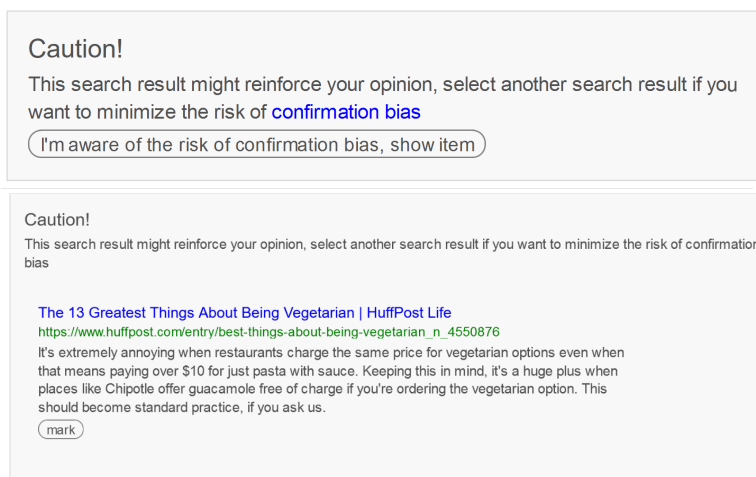 Caution!
This search result might reinforce your opinion, select another search result if you
want to minimize the risk of confirmation bias
I'm aware of the risk of confirmation bias, show item
Caution!
This search result might reinforce your opinion, select another search result if you want to minimize the risk of confirmation
bias
The 13 Greatest Things About Being Vegetarian | HuffPost Life
https://www.huffpost.com/entry/best-things-about-being-vegetarian_n_4550876
It's extremely annoying when restaurants charge the same price for vegetarian options even when
that means paying over $10 for just pasta with sauce. Keeping this in mind, it's a huge plus when
places like Chipotle offer guacamole free of charge if you're ordering the vegetarian option. This
should become standard practice, if you ask us.
mark